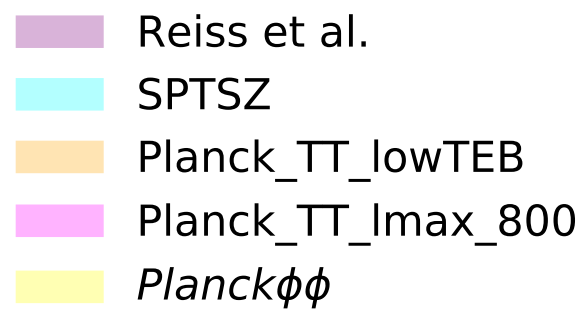 Reiss et al.
SPTSZ
Planck_TT_lowTEB
Planck_TT_lmax_800
Planckϕϕ